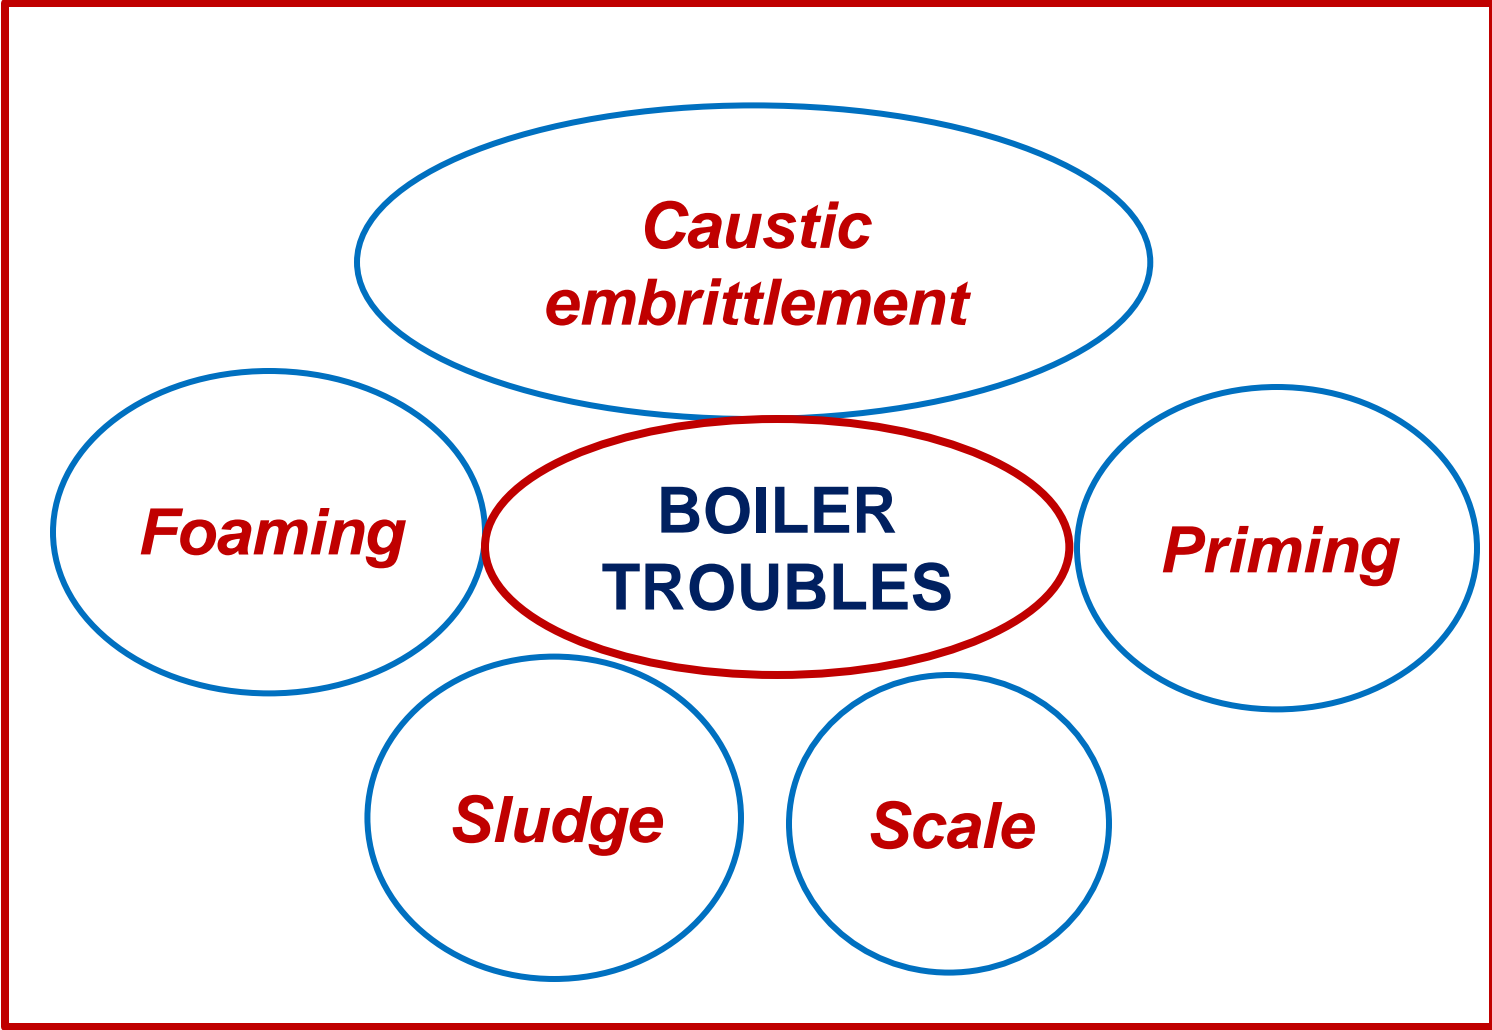 Caustic
embrittlement
Foaming
BOILER
TROUBLES
Priming
Sludge
Scale